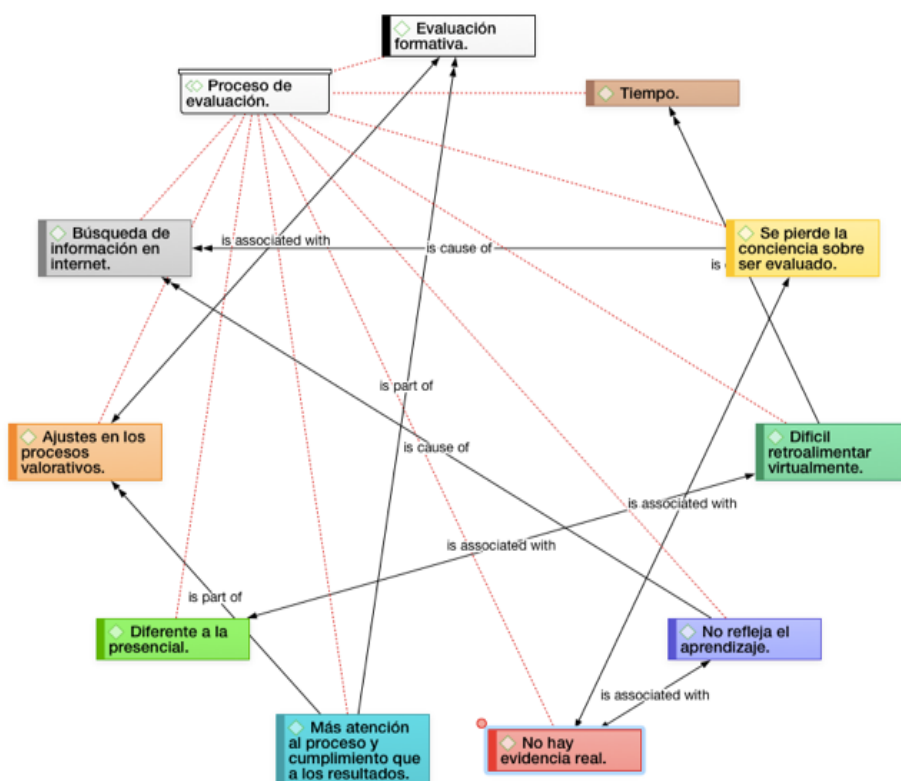 Evaluación
formativa.
Proceso de
evaluación.
Tiempo.
Búsqueda de
información en
internet.
is associated with
is cause of
Se pierde la
conciencia sobre
ser evaluado.
is
is part of
is cause of
Ajustes en los
procesos
valorativos.
Dificil
retroalimentar
virtualmente.
is associated with
is associated with
is part of
Diferente a la
presencial.
No refleja el
aprendizaje.
is associated with
Más atención
al proceso y
cumplimiento que
a los resultados.
No hay
evidencia real.